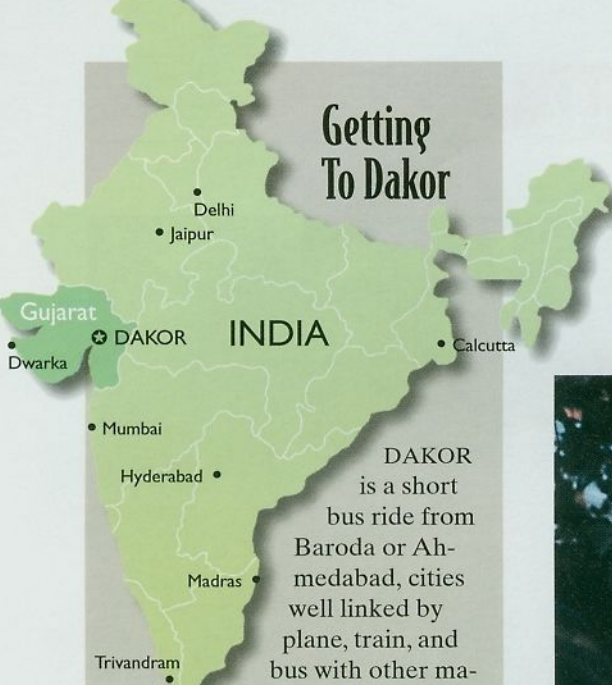 Getting
To Dakor
Delhi
Jaipur
Gujarat
DAKOR
INDIA
Dwarka
Calcutta
Mumbai
Hyderabad
Madras
Trivandram
DAKOR
is a short
bus ride from
Baroda or Ah-
medabad, cities
well linked by
plane, train, and
bus with other ma-